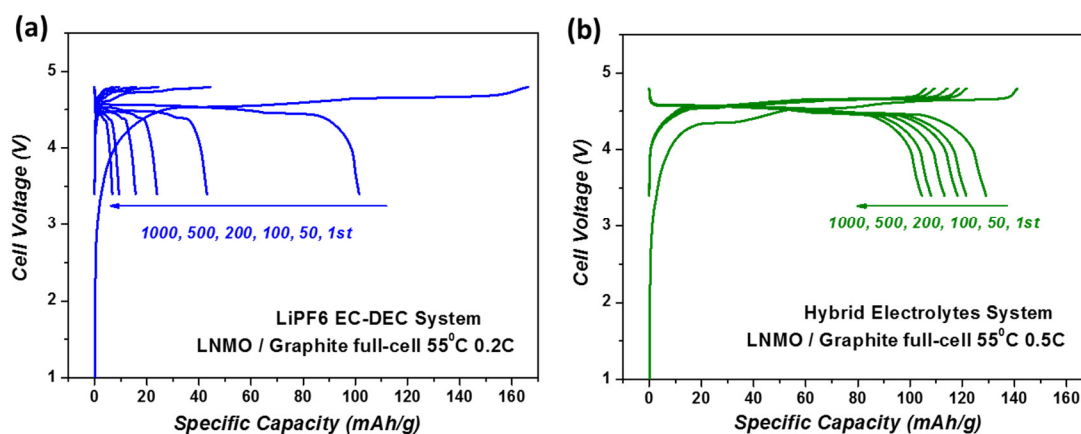 (a)
5
4
3
2
1
Cell Voltage (V)
1000, 500, 200, 100, 50, 1st
LiPF6 EC-DEC System
LNMO / Graphite full-cell 55⁰C 0.2C
0 20 40 60 80 100 120 140 160
Specific Capacity (mAh/g)
(b)
5
4
3
2
1
Cell Voltage (V)
1000, 500, 200, 100, 50, 1st
Hybrid Electrolytes System
LNMO / Graphite full-cell 55⁰C 0.5C
0 20 40 60 80 100 120 140 160
Specific Capacity (mAh/g)